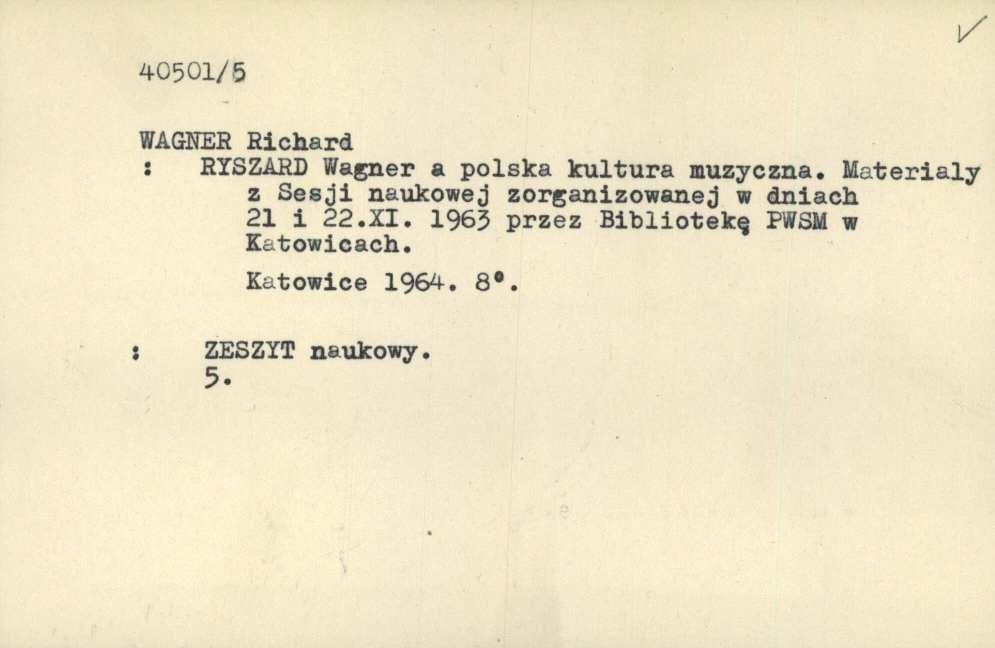 40501/5
WAGNER Richard
: RYSZARD Wagner a polska kultura muzyczna. Materialy
z Sesji naukowej zorganizowanej w dniach
21 i 22.XI. 1963 przez Bibliotekę PWSM w
Katowicach.
Katowice 1964. 8°.
: ZESZYT naukowy.
5.